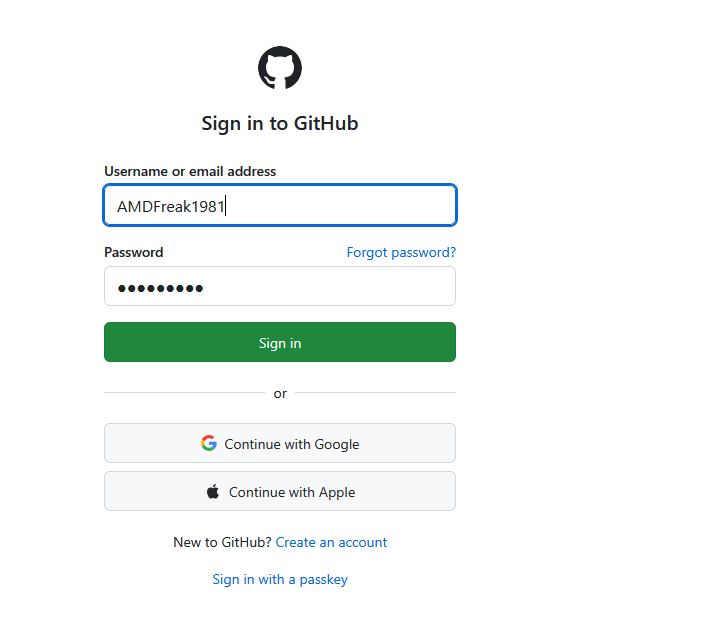 Sign in to GitHub
Username or email address
AMDFreak1981
Password Forgot password?
●●●●●●●●●
Sign in
or
Continue with Google
Continue with Apple
New to GitHub? Create an account
Sign in with a passkey